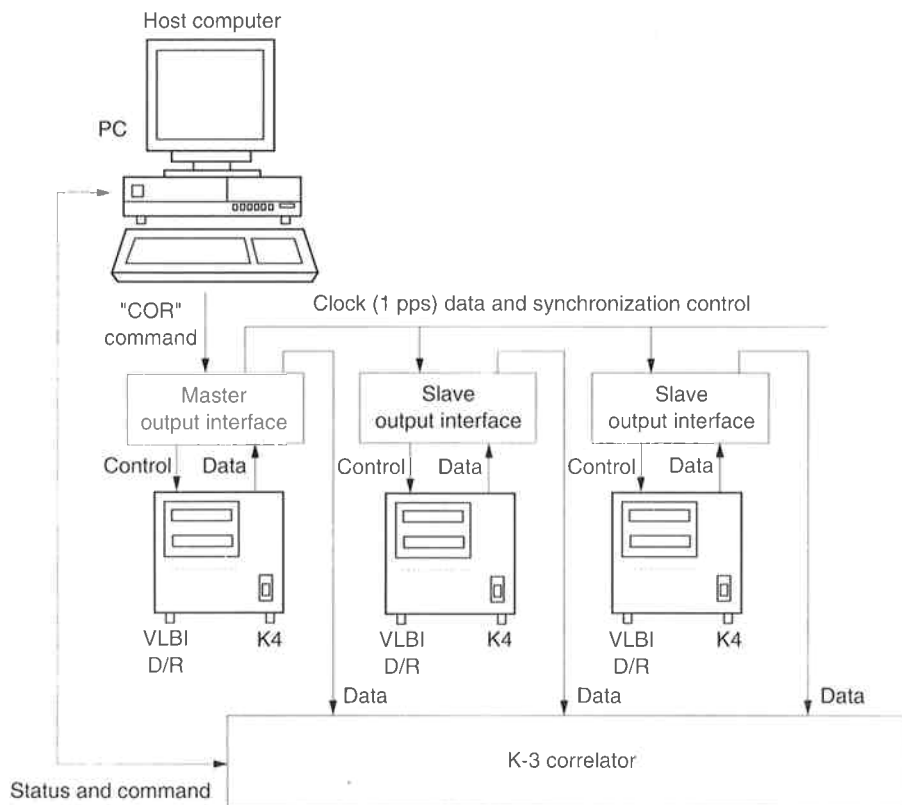 Host computer
PC
"COR"
command
Clock (1 pps) data and synchronization control
Master
output interface
Slave
output interface
Slave
output interface
Control
Data
Control
Data
Control
Data
VLBI
D/R
K4
VLBI
D/R
K4
VLBI
D/R
K4
Data
Data
Data
K-3 correlator
Status and command